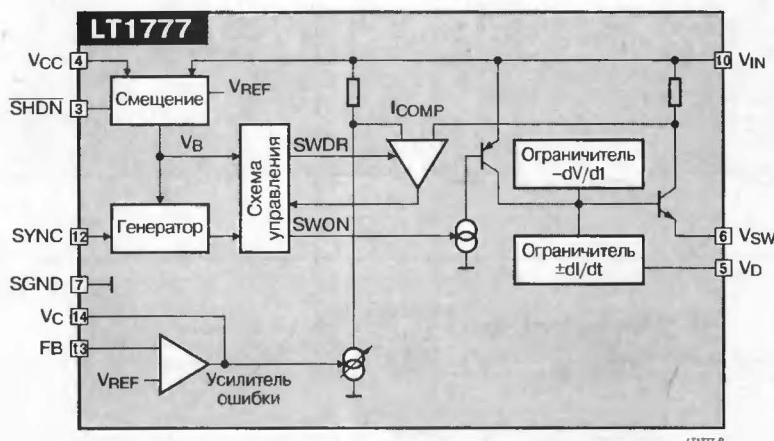 LT1777
VCC 4
SHDN 3
SYNC 12
SGND 7
VC 14
FB 13
Смещение
VREF
VB
Генератор
Схема
управления
SWDR
SWON
ICOMP
Ограничитель
–dV/dt
Ограничитель
±dI/dt
VREF
Усилитель
ошибки
10 VIN
6 VSW
5 VD